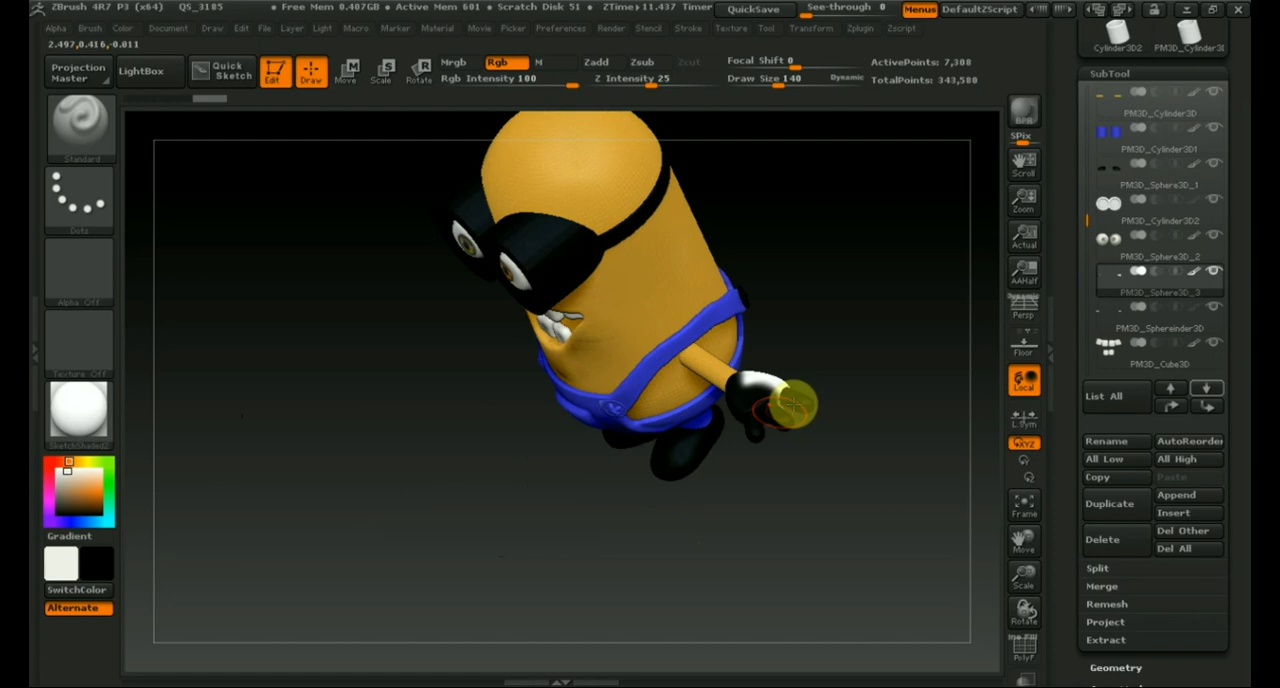 ZBrush 4R7 P3 (x64) QS_3185 • Free Mem 0.407GB • Active Mem 601 • Scratch Disk 51 • ZTime▸11.437 Timer QuickSave See-through 0 Menus DefaultZScript
Alpha Brush Color Document Draw Edit File Layer Light Macro Marker Material Movie Picker Preferences Render Stencil Stroke Texture Tool Transform Zplugin Zscript
2.497,0.416,-0.011
Projection Master
LightBox
Quick Sketch
Edit
Draw
Move
Scale
Rotate
Mrgb Rgb M Zadd Zsub Zcut
Rgb Intensity 100 Z Intensity 25
Focal Shift 0
Draw Size 140 Dynamic
ActivePoints: 7,308
TotalPoints: 343,580
Standard
Dots
Alpha Off
Texture Off
Gradient
SwitchColor
Alternate
BPR
SPix
Scroll
Zoom
Actual
AAHalf
Dynamic
Persp
Floor
Local
L.Sym
XYZ
Frame
Move
Scale
Rotate
PolyF
Cylinder3D2
SubTool
PM3D_Cylinder3D
PM3D_Cylinder3D1
PM3D_Sphere3D_1
PM3D_Cylinder3D2
PM3D_Sphere3D_2
PM3D_Sphere3D_3
PM3D_Sphereinder3D
PM3D_Cube3D
List All
Rename AutoReorder
All Low All High
Copy Paste
Duplicate Append
Insert
Delete Del Other
Del All
Split
Merge
Remesh
Project
Extract
Geometry